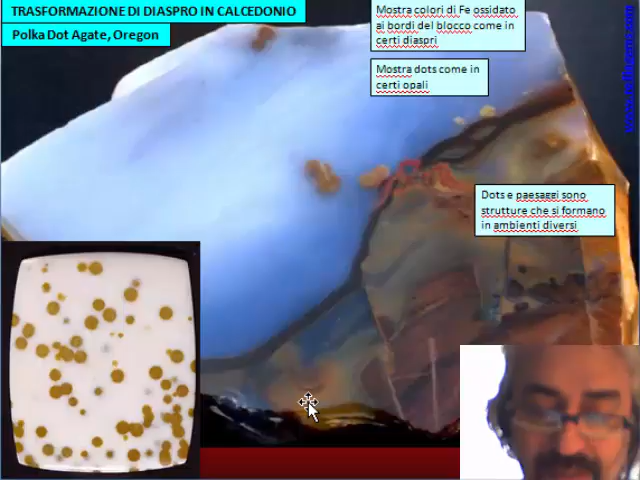 TRASFORMAZIONE DI DIASPRO IN CALCEDONIO
Polka Dot Agate, Oregon
Mostra colori di Fe ossidato
ai bordi del blocco come in
certi diaspri
Mostra dots come in
certi opali
Dots e paesaggi sono
strutture che si formano
in ambienti diversi